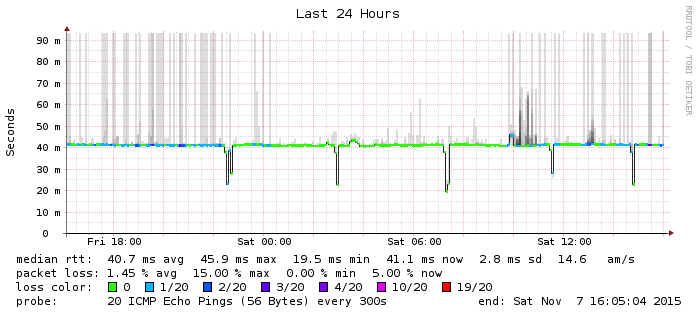 Last 24 Hours
RRDTOOL / TOBI OETIKER
Seconds
90 m
80 m
70 m
60 m
50 m
40 m
30 m
20 m
10 m
0
Fri 18:00 Sat 00:00 Sat 06:00 Sat 12:00
median rtt: 40.7 ms avg 45.9 ms max 19.5 ms min 41.1 ms now 2.8 ms sd 14.6 am/s
packet loss: 1.45 % avg 15.00 % max 0.00 % min 5.00 % now
loss color: 0 1/20 2/20 3/20 4/20 10/20 19/20
probe: 20 ICMP Echo Pings (56 Bytes) every 300s end: Sat Nov 7 16:05:04 2015